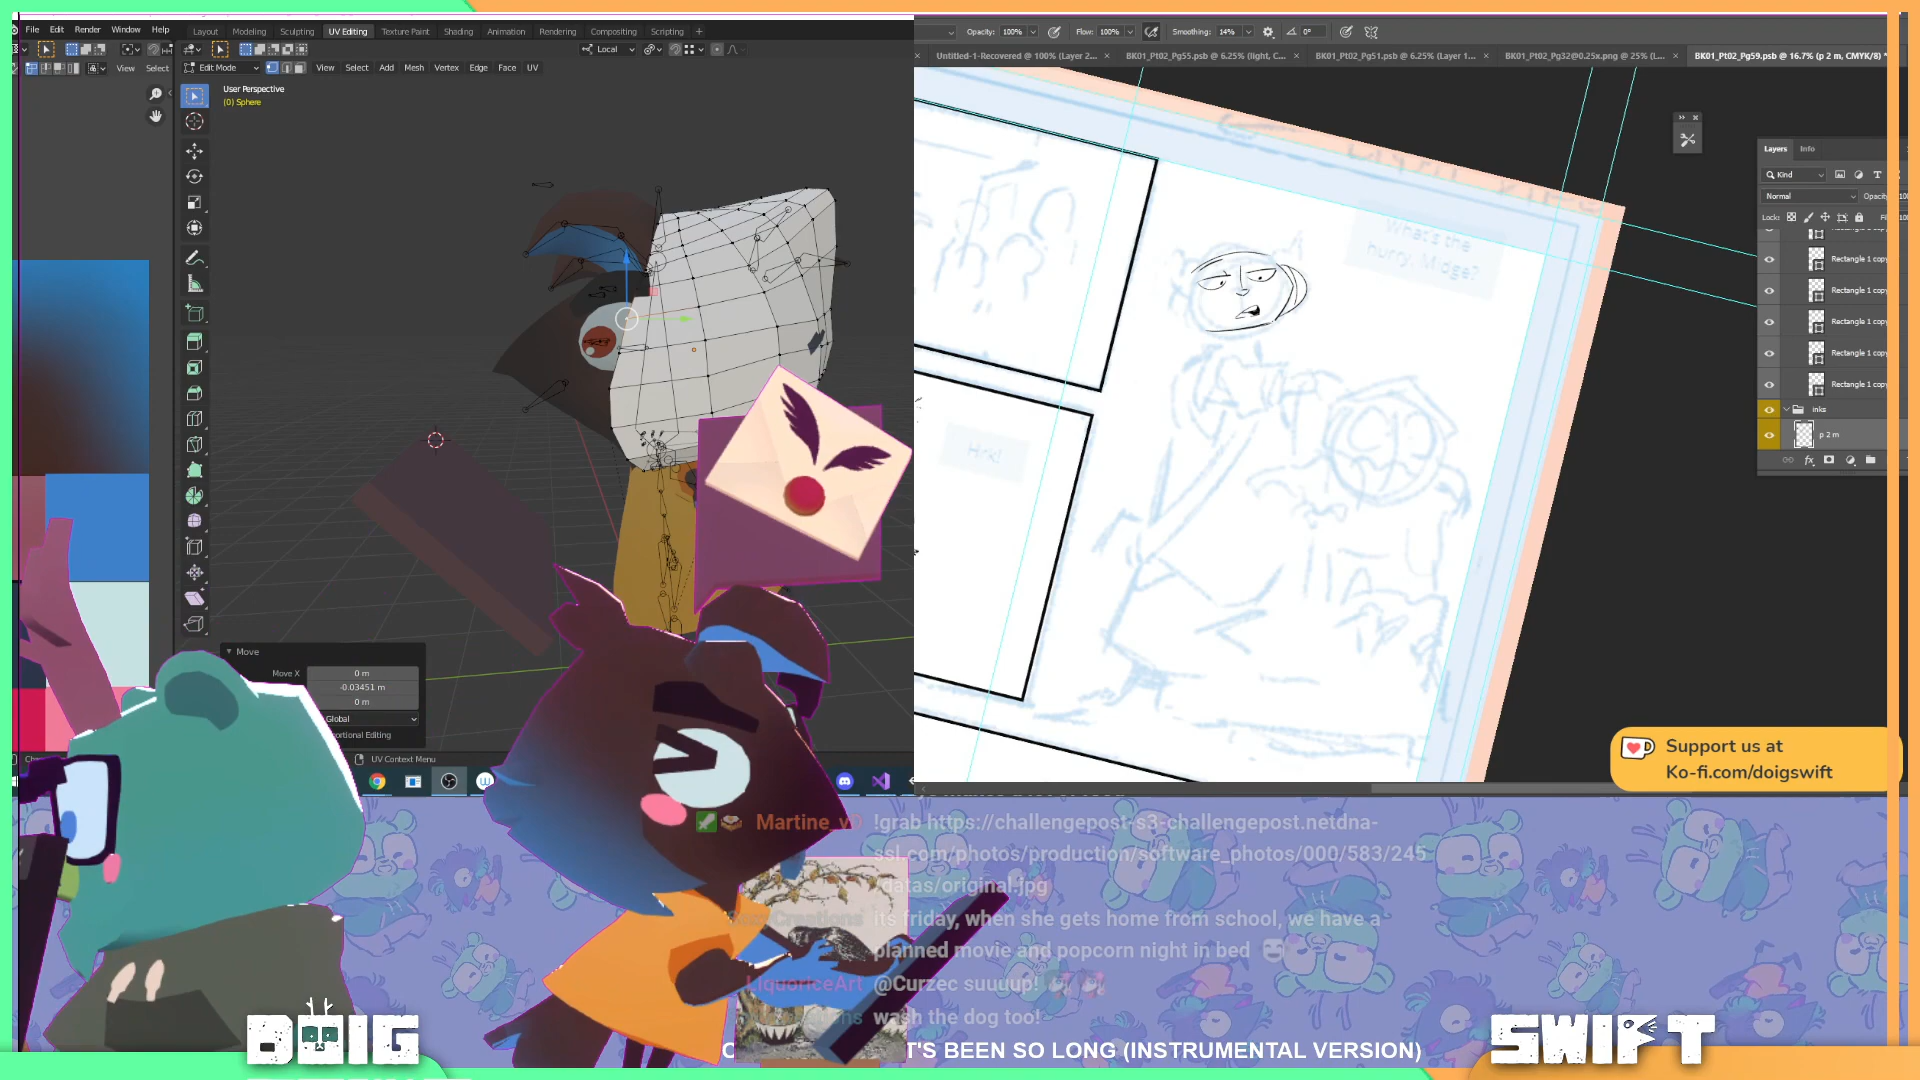 File Edit Render Window Help
Layout Modeling Sculpting UV Editing Texture Paint Shading Animation Rendering Compositing Scripting +
Local
View Select
Edit Mode View Select Add Mesh Vertex Edge Face UV
User Perspective
(0) Sphere
Move
Move X 0 m
-0.03451 m
0 m
Global
ortional Editing
UV Context Menu
Opacity: 100% Flow: 100% Smoothing: 14% 0°
Untitled-1-Recovered @ 100% (Layer 2... × BK01_Pt02_Pg55.psb @ 6.25% (light, C... × BK01_Pt02_Pg51.psb @ 6.25% (Layer 1... × BK01_Pt02_Pg32@0.25x.png @ 25% (L... × BK01_Pt02_Pg59.psb @ 16.7% (p 2 m, CMYK/8) *
What's the
hurry, Midge?
Hrk!
Layers Info
Kind
Normal Opacity
Lock:
Rectangle 1 copy
Rectangle 1 copy
Rectangle 1 copy
Rectangle 1 copy
Rectangle 1 copy
inks
p 2 m
Support us at
Ko-fi.com/doigswift
Martine_v !grab https://challengepost-s3-challengepost.netdna-
ssl.com/photos/production/software_photos/000/583/245
datas/original.jpg
Creations its friday, when she gets home from school, we have a
planned movie and popcorn night in bed
LiquoriceArt @Curzec suuuup!
wash the dog too!
T'S BEEN SO LONG (INSTRUMENTAL VERSION)
DOIG
SWIFT